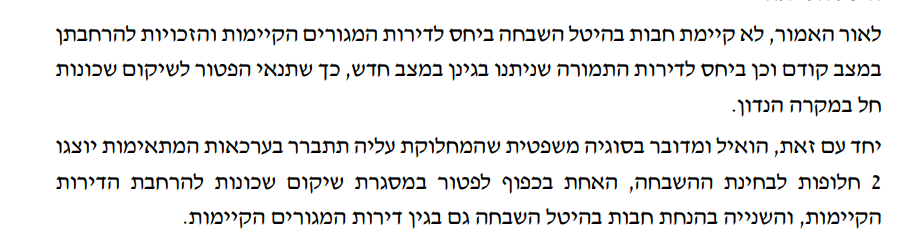 לאור האמור, לא קיימת חבות בהיטל השבחה ביחס לדירות המגורים הקיימות והזכויות להרחבתן
במצב קודם וכן ביחס לדירות התמורה שניתנו בגינן במצב חדש, כך שתנאי הפטור לשיקום שכונות
חל במקרה הנדון.
יחד עם זאת, הואיל ומדובר בסוגיה משפטית שהמחלוקת עליה תתברר בערכאות המתאימות יוצגו
2 חלופות לבחינת ההשבחה, האחת בכפוף לפטור במסגרת שיקום שכונות להרחבת הדירות
הקיימות, והשנייה בהנחת חבות בהיטל השבחה גם בגין דירות המגורים הקיימות.